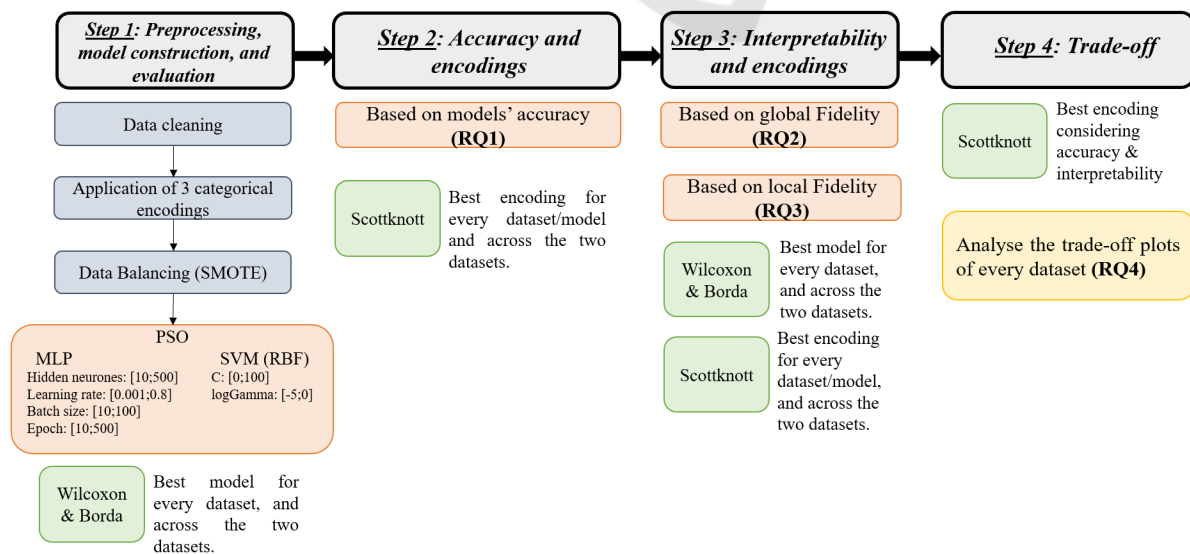 Step 1: Preprocessing,
model construction, and
evaluation
Data cleaning
Application of 3 categorical
encodings
Data Balancing (SMOTE)
PSO
MLP
Hidden neurones: [10;500]
Learning rate: [0.001;0.8]
Batch size: [10;100]
Epoch: [10;500]
SVM (RBF)
C: [0;100]
logGamma: [-5;0]
Wilcoxon
& Borda
Best model for
every dataset, and
across the two
datasets.
Step 2: Accuracy and
encodings
Based on models' accuracy
(RQ1)
Scottknott
Best encoding for
every dataset/model
and across the two
datasets.
Step 3: Interpretability
and encodings
Based on global Fidelity
(RQ2)
Based on local Fidelity
(RQ3)
Wilcoxon
& Borda
Best model for
every dataset,
and across the
two datasets.
Scottknott
Best encoding
for every
dataset/model,
and across the
two datasets.
Step 4: Trade-off
Scottknott
Best encoding
considering
accuracy &
interpretability
Analyse the trade-off plots
of every dataset (RQ4)